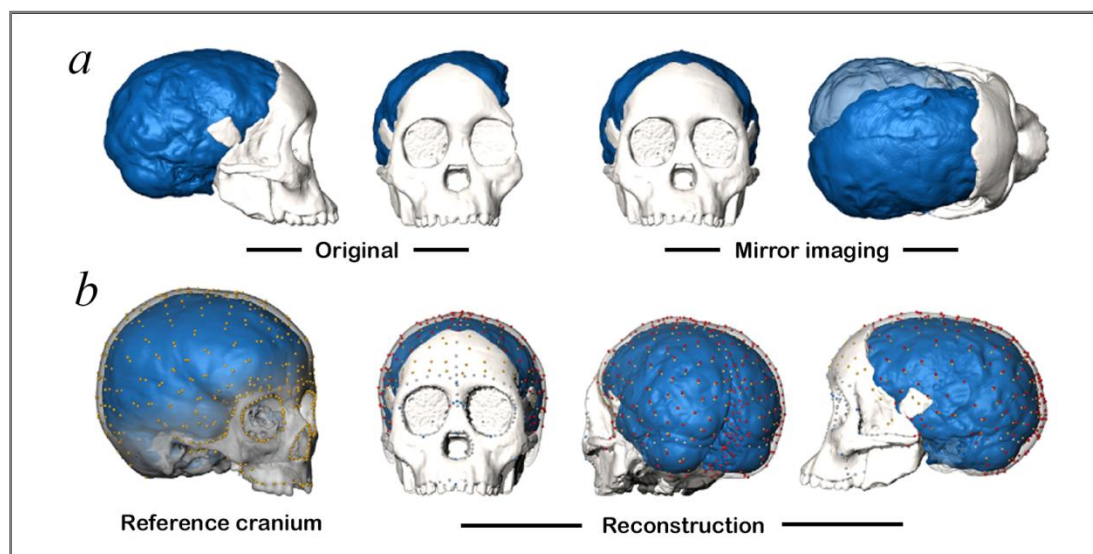 a
Original
Mirror imaging
b
Reference cranium
Reconstruction